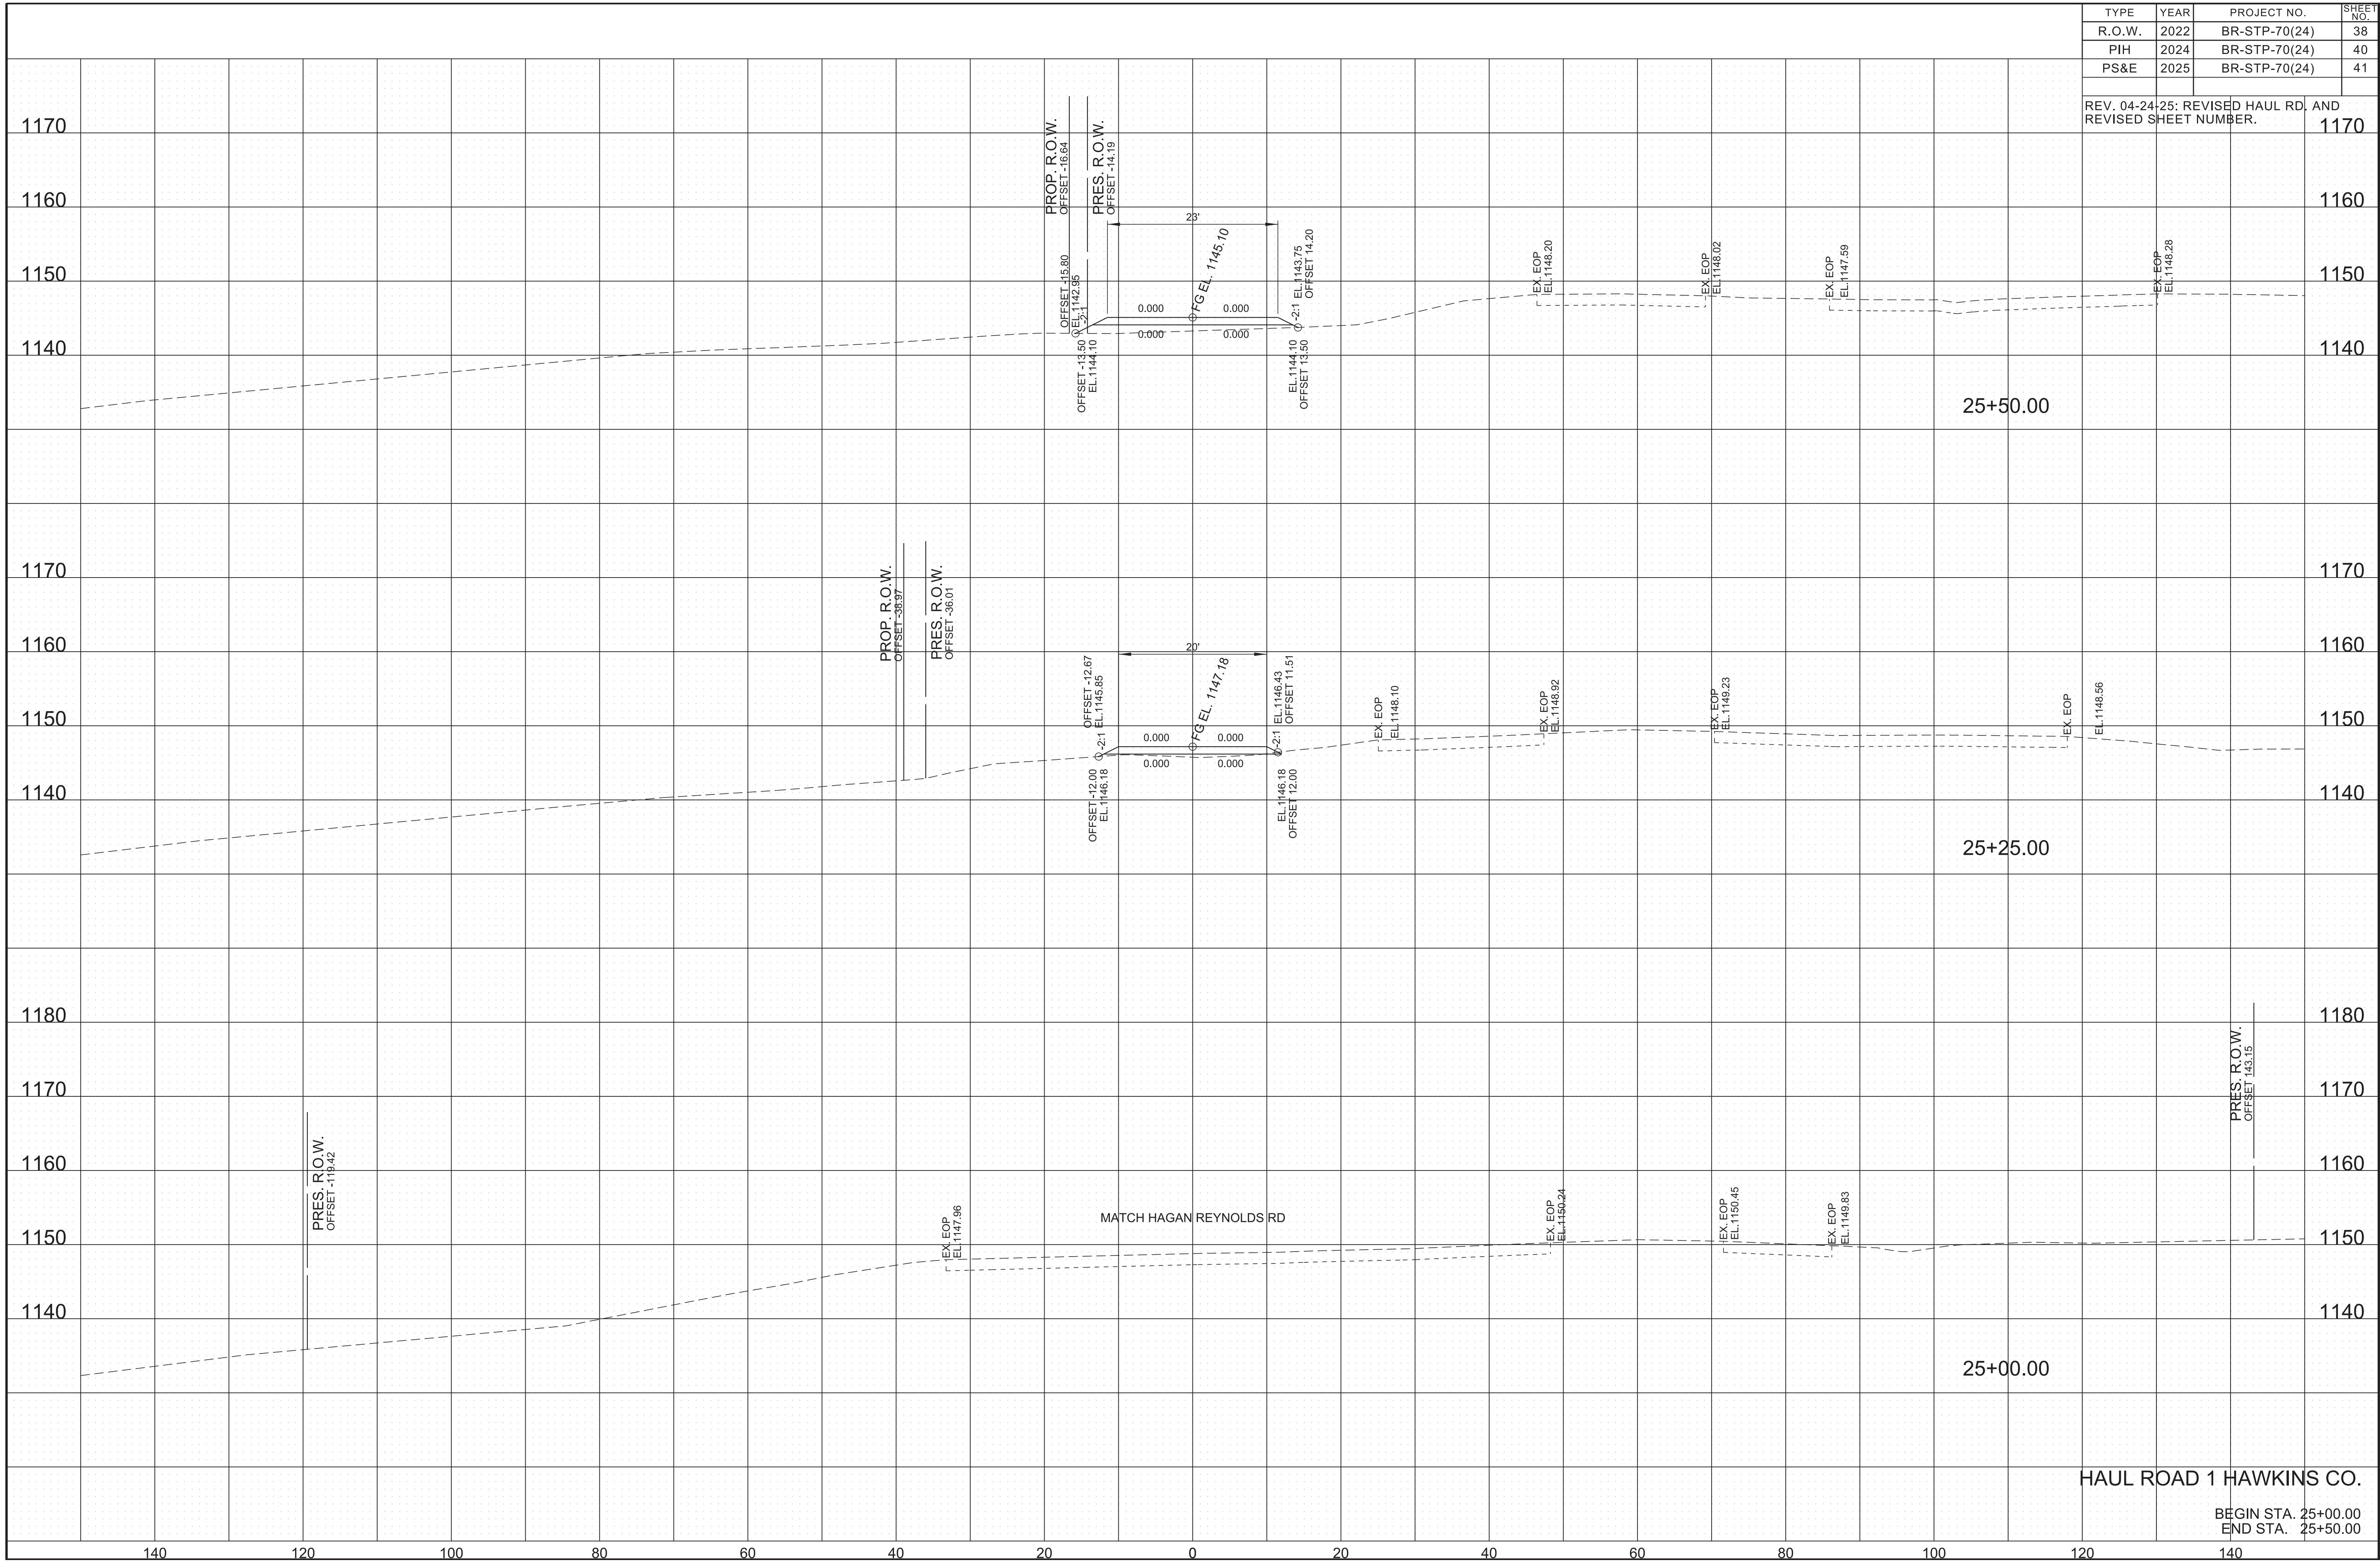 TYPE YEAR PROJECT NO. SHEET NO.
R.O.W. 2022 BR-STP-70(24) 38
PIH 2024 BR-STP-70(24) 40
PS&E 2025 BR-STP-70(24) 41
REV. 04-24-25: REVISED HAUL RD. AND
REVISED SHEET NUMBER.
1170 1170
1160 1160
1150 1150
1140 1140
PROP. R.O.W.
OFFSET -16.64
PRES. R.O.W.
OFFSET -14.19
23'
FG EL. 1145.10
OFFSET -15.80
EL.1142.95
-2:1
0.000 0.000
0.000 0.000
-2:1
EL.1143.75
OFFSET 14.20
OFFSET -13.50
EL.1144.10
EL.1144.10
OFFSET 13.50
EX. EOP
EL.1148.20
EX. EOP
EL.1148.02
EX. EOP
EL.1147.59
EX. EOP
EL.1148.28
25+50.00
1170 1170
1160 1160
1150 1150
1140 1140
PROP. R.O.W.
OFFSET -38.97
PRES. R.O.W.
OFFSET -36.01
20'
FG EL. 1147.18
OFFSET -12.67
EL.1145.85
-2:1
0.000 0.000
0.000 0.000
-2:1
EL.1146.43
OFFSET 11.51
OFFSET -12.00
EL.1146.18
EL.1146.18
OFFSET 12.00
EX. EOP
EL.1148.10
EX. EOP
EL.1148.92
EX. EOP
EL.1149.23
EX. EOP
EL.1148.56
25+25.00
1180 1180
1170 1170
1160 1160
1150 1150
1140 1140
PRES. R.O.W.
OFFSET -119.42
EX. EOP
EL.1147.96
MATCH HAGAN REYNOLDS RD
EX. EOP
EL.1150.24
EX. EOP
EL.1150.45
EX. EOP
EL.1149.83
PRES. R.O.W.
OFFSET 143.15
25+00.00
HAUL ROAD 1 HAWKINS CO.
BEGIN STA. 25+00.00
END STA. 25+50.00
140 120 100 80 60 40 20 0 20 40 60 80 100 120 140